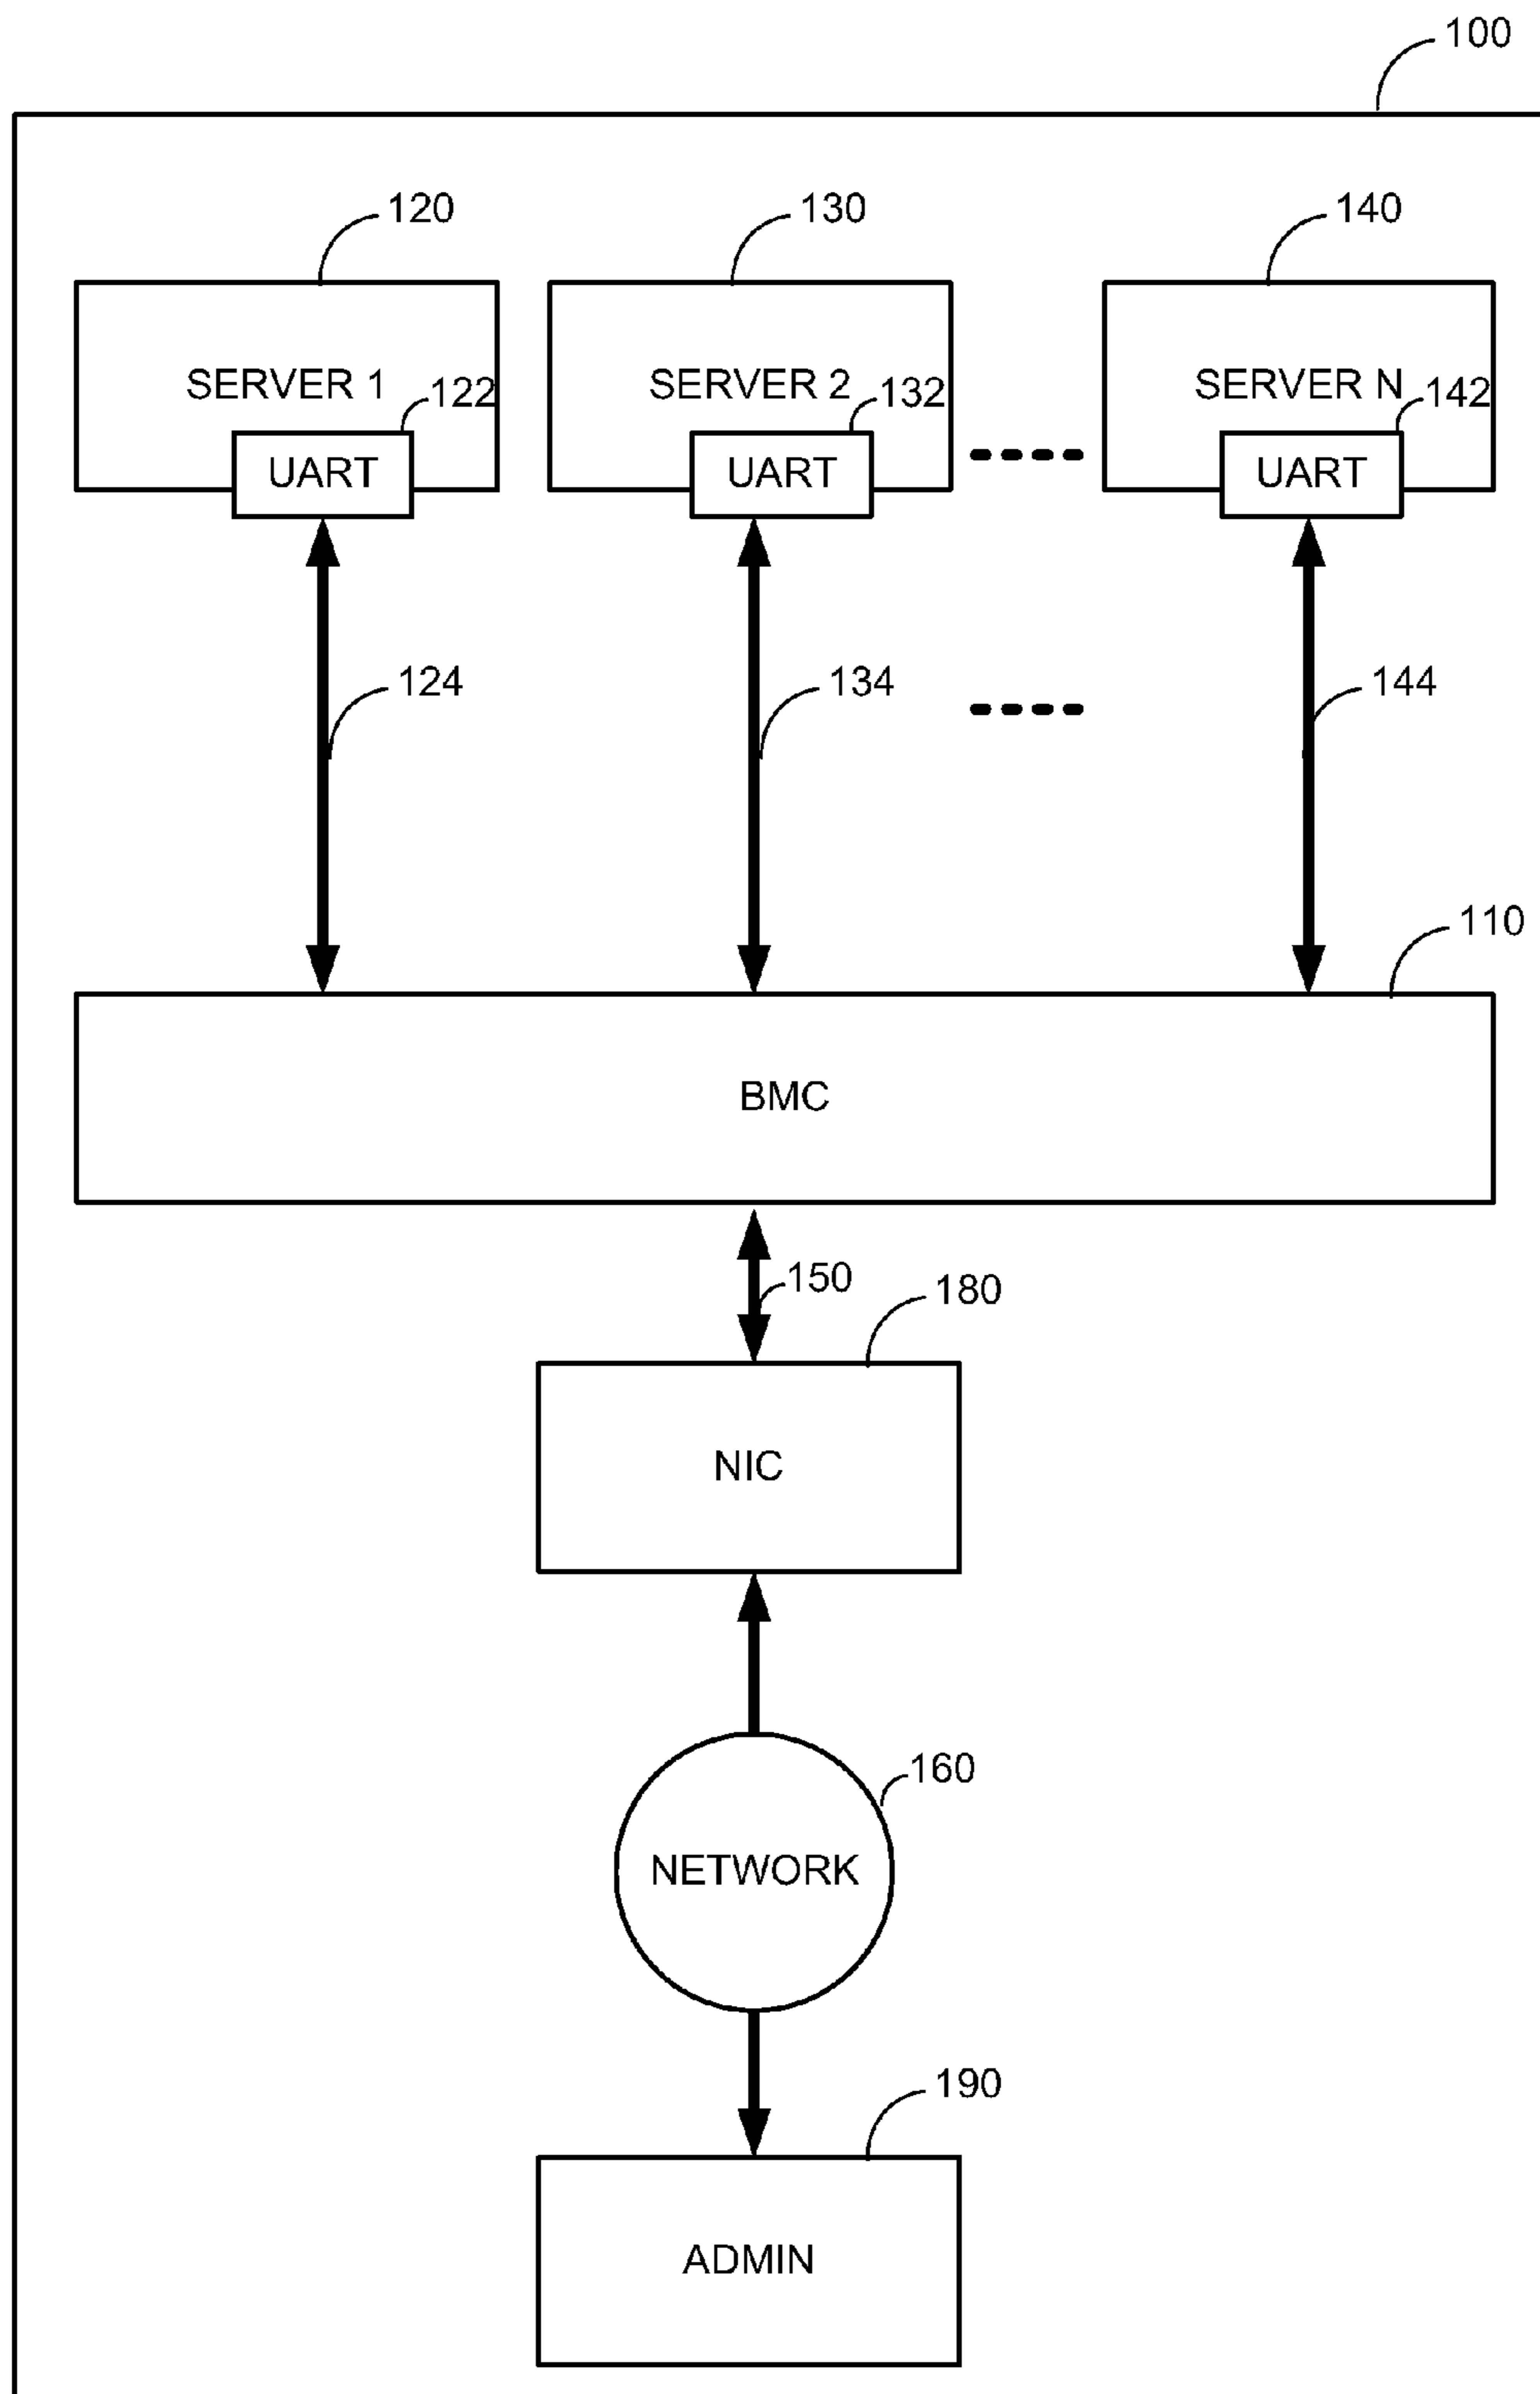 100
120
130
140
SERVER 1
122
SERVER 2
132
SERVER N
142
UART
UART
UART
124
134
144
110
BMC
150
180
NIC
160
NETWORK
190
ADMIN